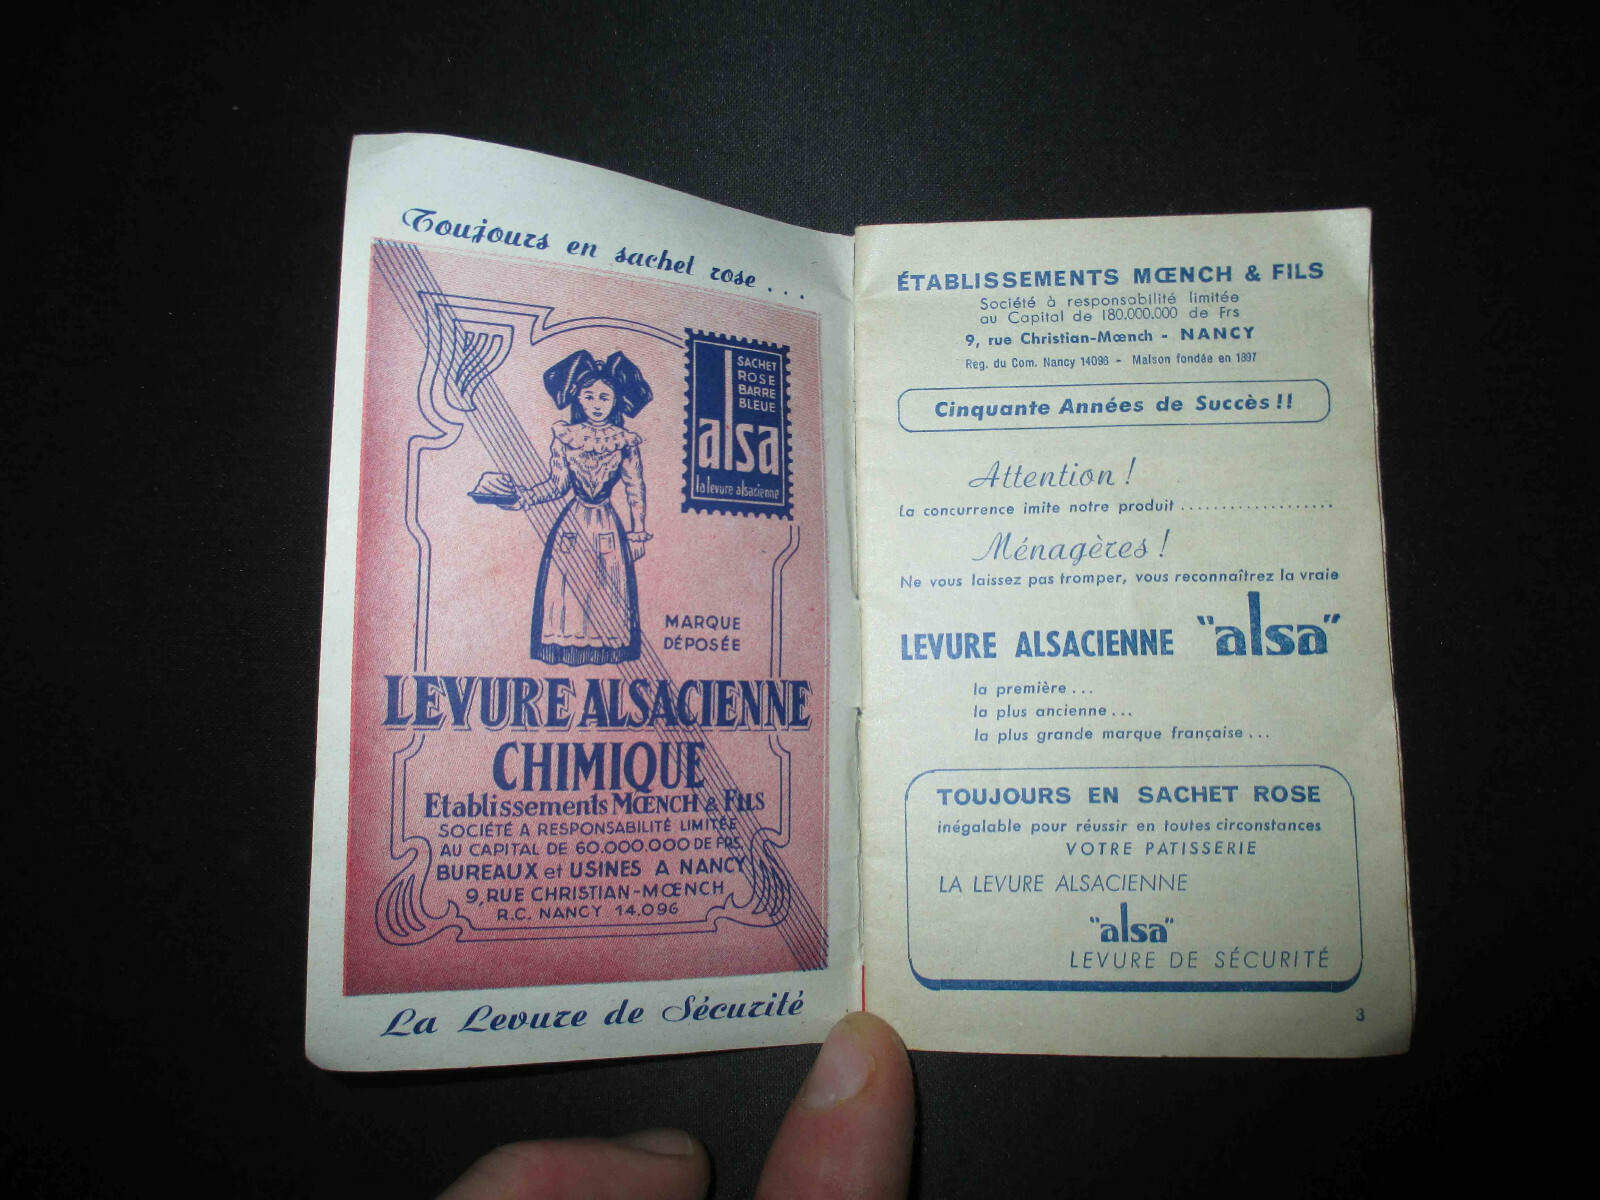 Toujours en sachet rose...
SACHET
ROSE
BARRE
BLEUE
alsa
la levure alsacienne
MARQUE
DÉPOSÉE
LEVURE ALSACIENNE
CHIMIQUE
Etablissements MŒNCH & FILS
SOCIÉTÉ A RESPONSABILITÉ LIMITÉE
AU CAPITAL DE 60.000.000 DE FRS
BUREAUX et USINES A NANCY
9, RUE CHRISTIAN-MŒNCH
R.C. NANCY 14.096
La Levure de Sécurité
ÉTABLISSEMENTS MŒNCH & FILS
Société à responsabilité limitée
au Capital de 180.000.000 de Frs
9, rue Christian-Mœnch - NANCY
Reg. du Com. Nancy 14096 - Maison fondée en 1897
Cinquante Années de Succès !!
Attention !
La concurrence imite notre produit ...................
Ménagères !
Ne vous laissez pas tromper, vous reconnaîtrez la vraie
LEVURE ALSACIENNE "alsa"
la première...
la plus ancienne...
la plus grande marque française...
TOUJOURS EN SACHET ROSE
inégalable pour réussir en toutes circonstances
VOTRE PATISSERIE
LA LEVURE ALSACIENNE
"alsa"
LEVURE DE SÉCURITÉ
3